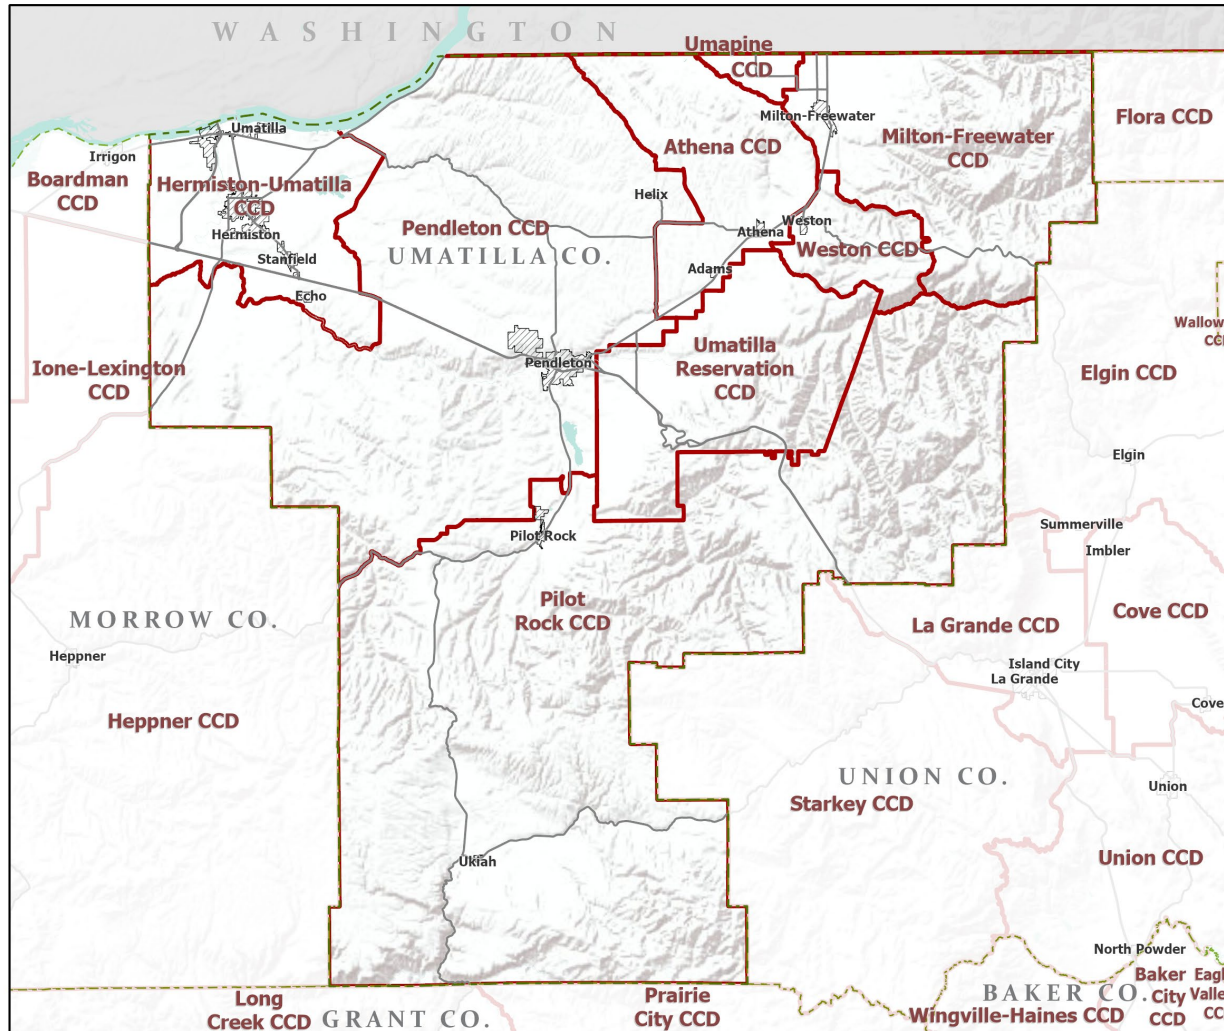 WASHINGTON
Umapine
CCD
Flora CCD
Milton-Freewater
Umatilla
Milton-Freewater
CCD
Athena CCD
Irrigon
Boardman
CCD
Hermiston-Umatilla
CCD
Helix
Pendleton CCD
Weston
Athena
Hermiston
UMATILLA CO.
Weston CCD
Stanfield
Adams
Echo
Umatilla
Reservation
CCD
Pendleton
Ione-Lexington
CCD
Elgin CCD
Elgin
Summerville
Imbler
Pilot Rock
Pilot
Rock CCD
MORROW CO.
Heppner
La Grande CCD
Cove CCD
Island City
La Grande
Cove
Heppner CCD
UNION CO.
Union
Starkey CCD
Ukiah
Union CCD
North Powder
Long
Creek CCD
GRANT CO.
Prairie
City CCD
BAKER CO.
Wingville-Haines CCD
Baker
City
CCD